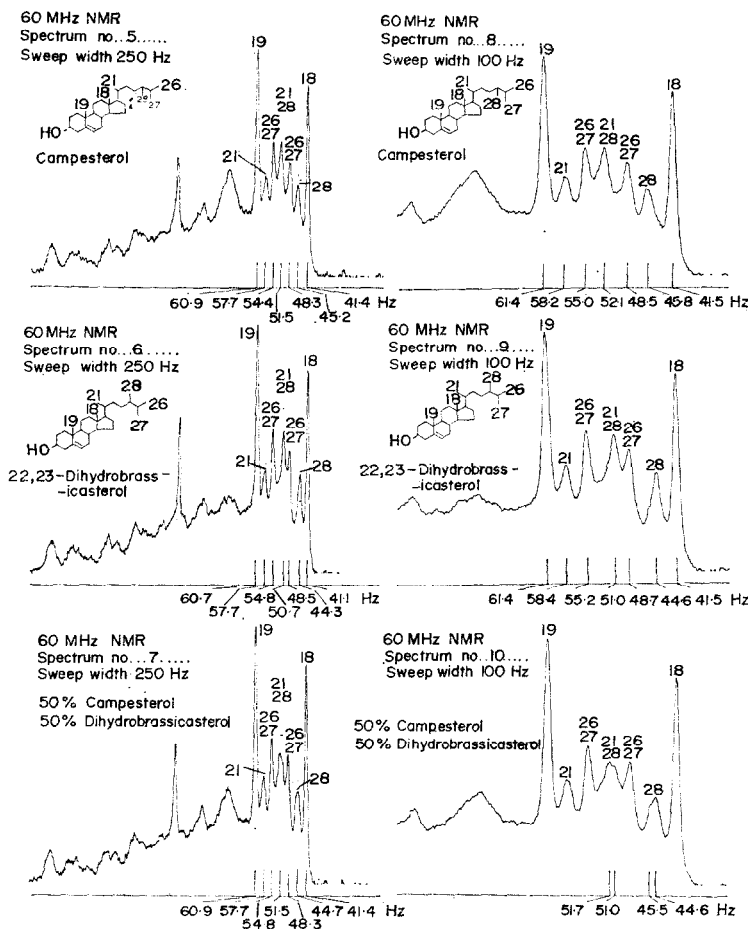 60 MHz NMR
Spectrum no...5......
Sweep width 250 Hz
19
18
21
26
19
18
28
27
HO
Campesterol
21
28
26
27
26
27
21
28
60·9 57·7 54·4 51·5 48·3 45·2 41·4 Hz
60 MHz NMR
Spectrum no...8......
Sweep width 100 Hz
19
18
21
26
19
18
28 27
HO
Campesterol
21
26
27
21
28
26
27
28
61·4 58·2 55·0 52·1 48·5 45·8 41·5 Hz
60 MHz NMR
Spectrum no...6......
Sweep width 250 Hz
19
18
21
28
26
19
18
27
HO
22,23-Dihydrobrass-
-icasterol
21
28
26
27
26
27
21
28
60·7 57·7 54·8 50·7 48·5 44·3 41·1 Hz
60 MHz NMR
Spectrum no...9......
Sweep width 100 Hz
19
18
28
21
26
19
18
27
HO
22,23-Dihydrobrass-
-icasterol
21
26
27
21
28
26
27
28
61·4 58·4 55·2 51·0 48·7 44·6 41·5 Hz
60 MHz NMR
Spectrum no...7......
Sweep width 250 Hz
50% Campesterol
50% Dihydrobrassicasterol
19
18
21
28
26
27
26
27
21
28
60·9 57·7 54·8 51·5 48·3 44·7 41·4 Hz
60 MHz NMR
Spectrum no...10.....
Sweep width 100 Hz
50% Campesterol
50% Dihydrobrassicasterol
19
18
21
26
27
21
28
26
27
28
51·7 51·0 45·5 44·6 Hz